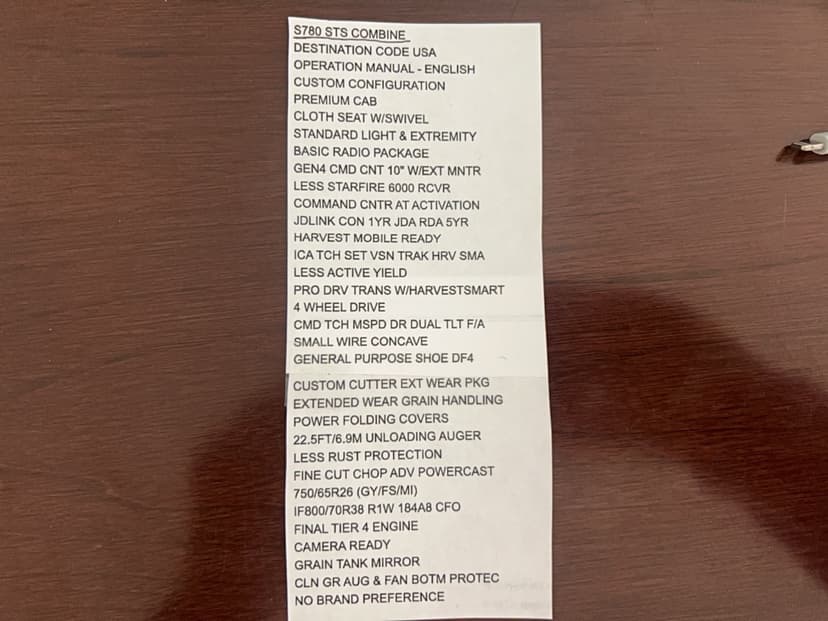 S780 STS COMBINE
DESTINATION CODE USA
OPERATION MANUAL - ENGLISH
CUSTOM CONFIGURATION
PREMIUM CAB
CLOTH SEAT W/SWIVEL
STANDARD LIGHT & EXTREMITY
BASIC RADIO PACKAGE
GEN4 CMD CNT 10" W/EXT MNTR
LESS STARFIRE 6000 RCVR
COMMAND CNTR AT ACTIVATION
JDLINK CON 1YR JDA RDA 5YR
HARVEST MOBILE READY
ICA TCH SET VSN TRAK HRV SMA
LESS ACTIVE YIELD
PRO DRV TRANS W/HARVESTSMART
4 WHEEL DRIVE
CMD TCH MSPD DR DUAL TLT F/A
SMALL WIRE CONCAVE
GENERAL PURPOSE SHOE DF4
CUSTOM CUTTER EXT WEAR PKG
EXTENDED WEAR GRAIN HANDLING
POWER FOLDING COVERS
22.5FT/6.9M UNLOADING AUGER
LESS RUST PROTECTION
FINE CUT CHOP ADV POWERCAST
750/65R26 (GY/FS/MI)
IF800/70R38 R1W 184A8 CFO
FINAL TIER 4 ENGINE
CAMERA READY
GRAIN TANK MIRROR
CLN GR AUG & FAN BOTM PROTEC
NO BRAND PREFERENCE